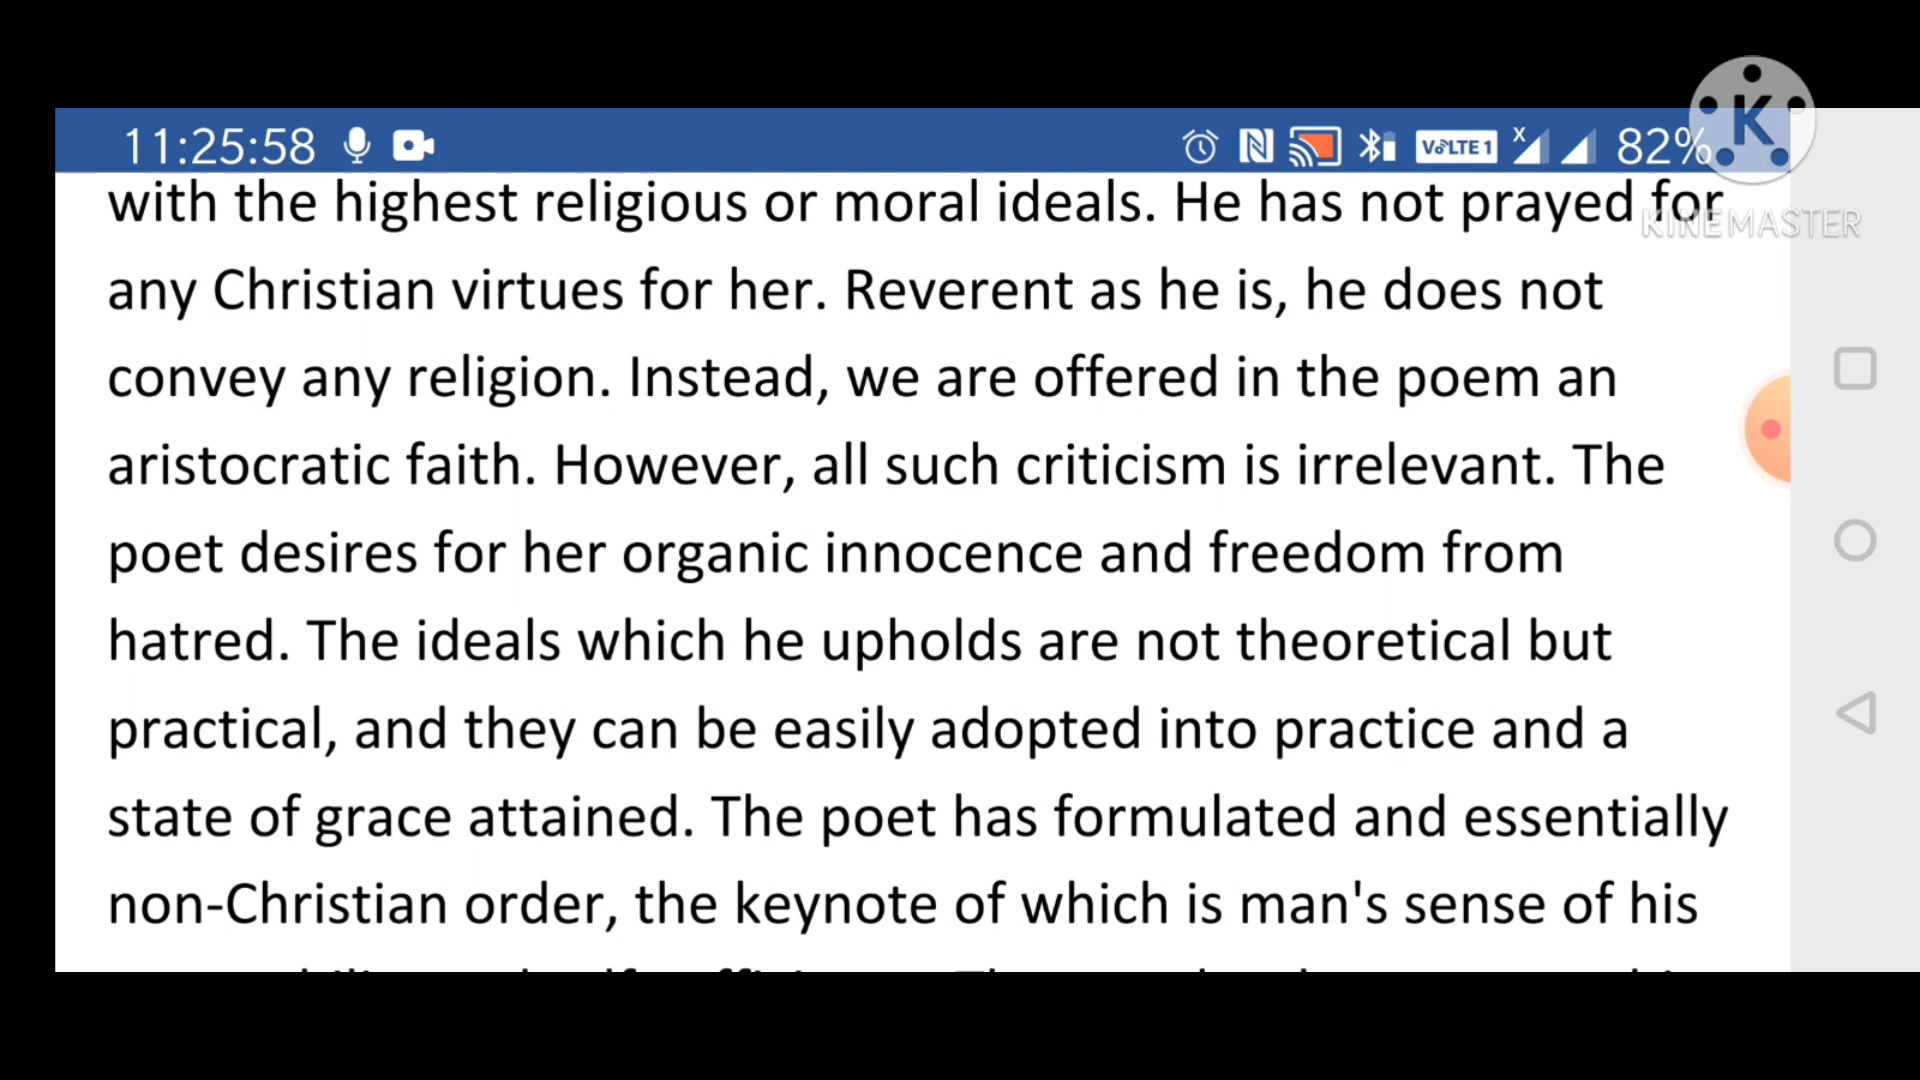 11:25:58 VoLTE 1 x 82%
K
KINEMASTER
with the highest religious or moral ideals. He has not prayed for
any Christian virtues for her. Reverent as he is, he does not
convey any religion. Instead, we are offered in the poem an
aristocratic faith. However, all such criticism is irrelevant. The
poet desires for her organic innocence and freedom from
hatred. The ideals which he upholds are not theoretical but
practical, and they can be easily adopted into practice and a
state of grace attained. The poet has formulated and essentially
non-Christian order, the keynote of which is man's sense of his